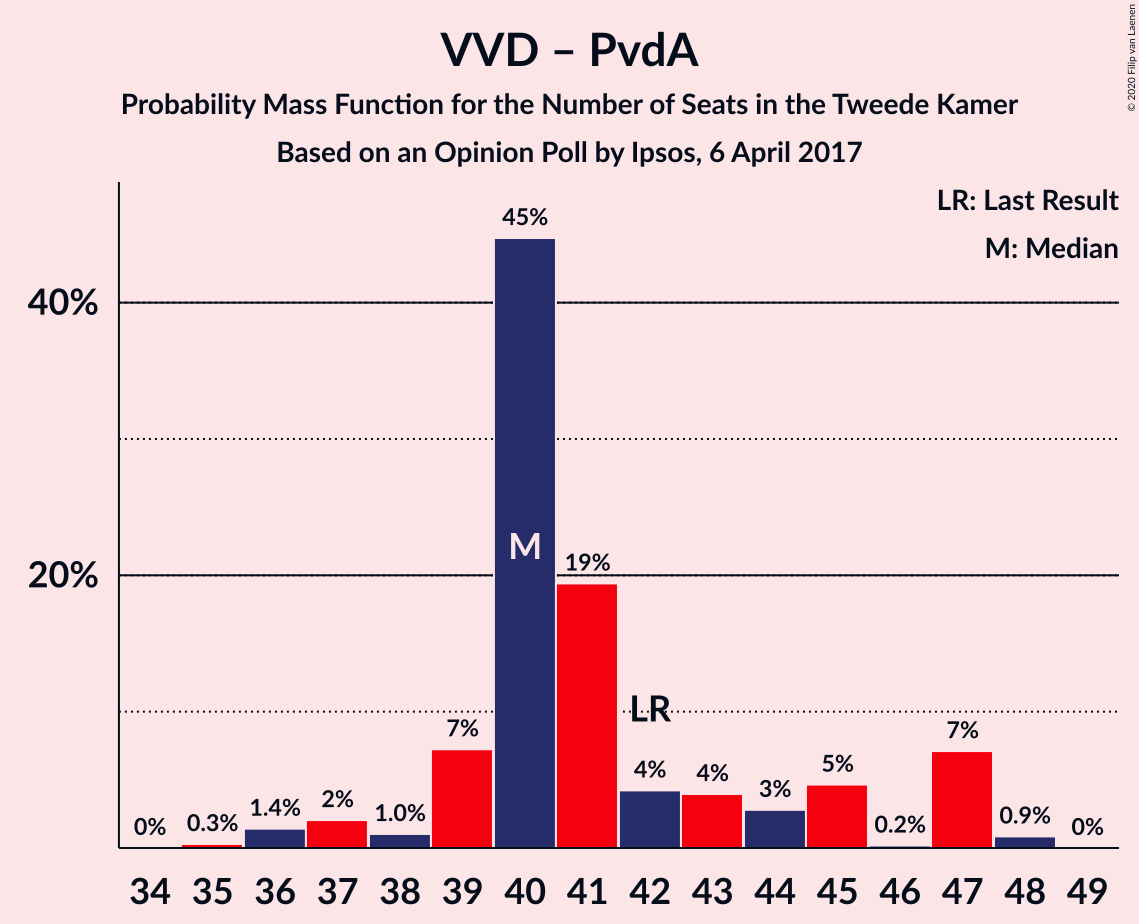 VVD – PvdA
Probability Mass Function for the Number of Seats in the Tweede Kamer
Based on an Opinion Poll by Ipsos, 6 April 2017
© 2020 Filip van Laenen
LR: Last Result
M: Median
40%
20%
0%
0.3%
1.4%
2%
1.0%
7%
45%
M
19%
LR
4%
4%
3%
5%
0.2%
7%
0.9%
0%
34 35 36 37 38 39 40 41 42 43 44 45 46 47 48 49